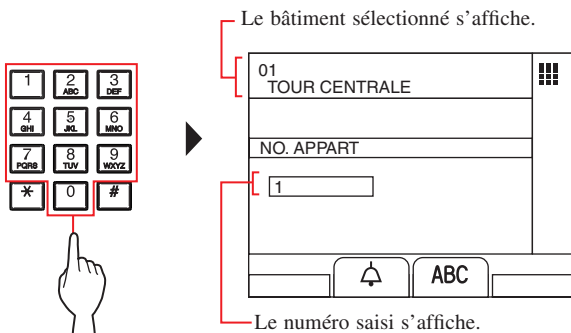 Le bâtiment sélectionné s’affiche.
1
2
ABC
3
DEF
4
GHI
5
JKL
6
MNO
7
PQRS
8
TUV
9
WXYZ
*
0
#
01
TOUR CENTRALE
NO. APPART
1
ABC
Le numéro saisi s’affiche.